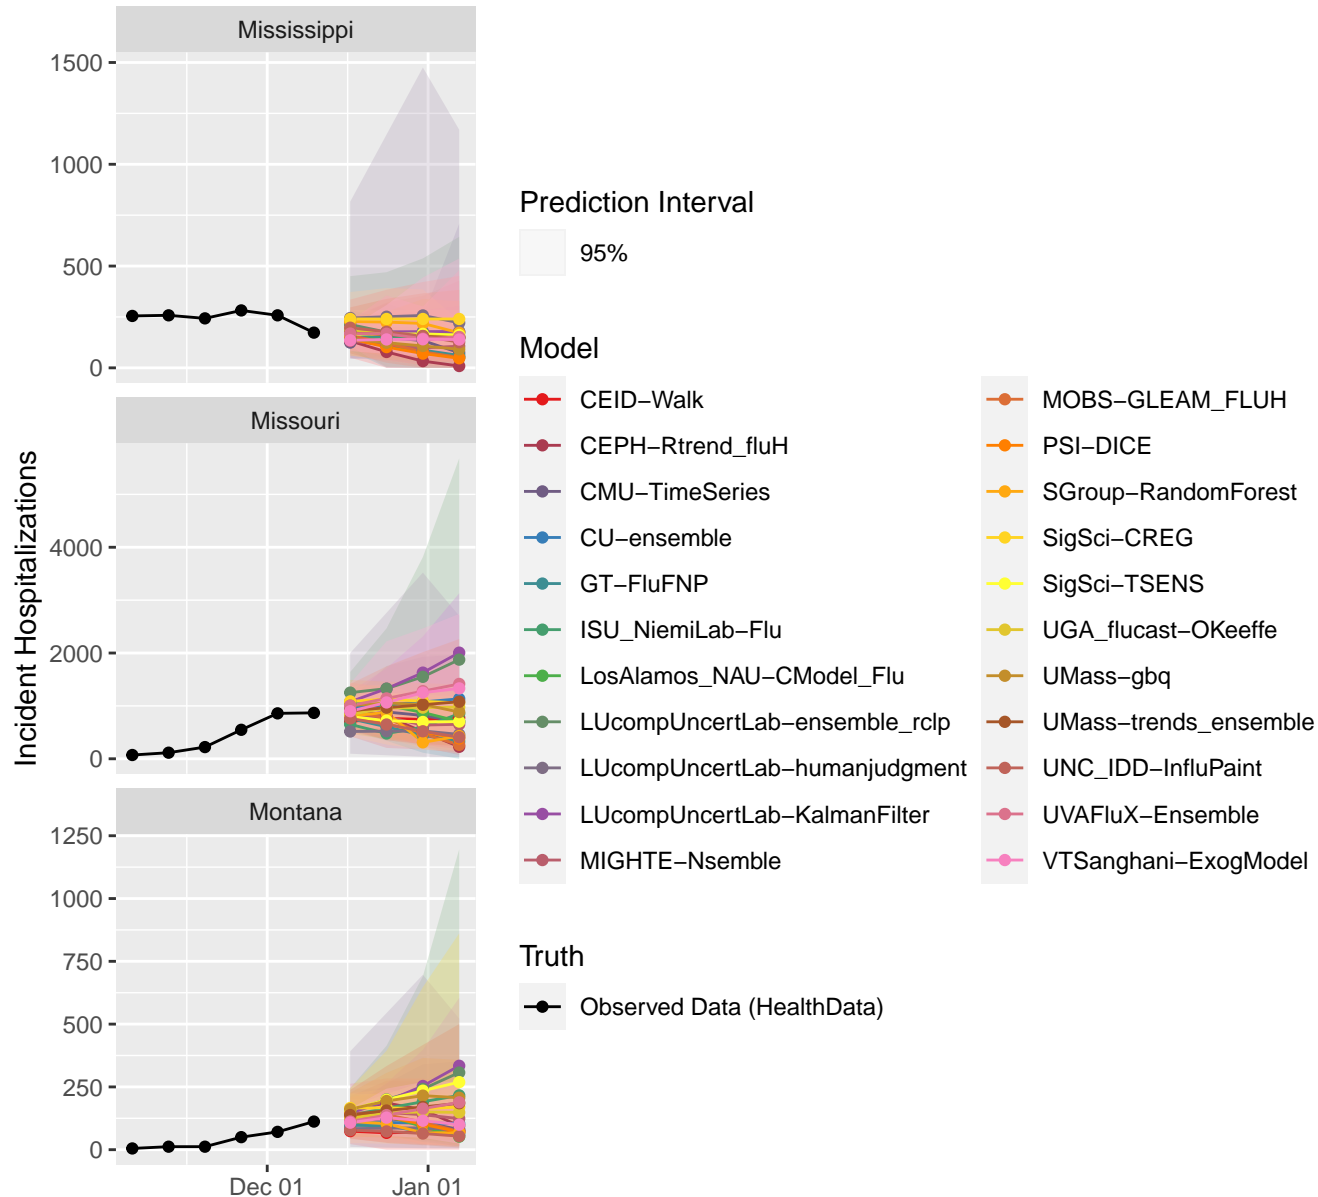 Mississippi
1500
1000
500
0
Missouri
4000
2000
0
Montana
1250
1000
750
500
250
0
Dec 01
Jan 01
Incident Hospitalizations
Prediction Interval
95%
Model
CEID−Walk
CEPH−Rtrend_fluH
CMU−TimeSeries
CU−ensemble
GT−FluFNP
ISU_NiemiLab−Flu
LosAlamos_NAU−CModel_Flu
LUcompUncertLab−ensemble_rclp
LUcompUncertLab−humanjudgment
LUcompUncertLab−KalmanFilter
MIGHTE−Nsemble
MOBS−GLEAM_FLUH
PSI−DICE
SGroup−RandomForest
SigSci−CREG
SigSci−TSENS
UGA_flucast−OKeeffe
UMass−gbq
UMass−trends_ensemble
UNC_IDD−InfluPaint
UVAFluX−Ensemble
VTSanghani−ExogModel
Truth
Observed Data (HealthData)